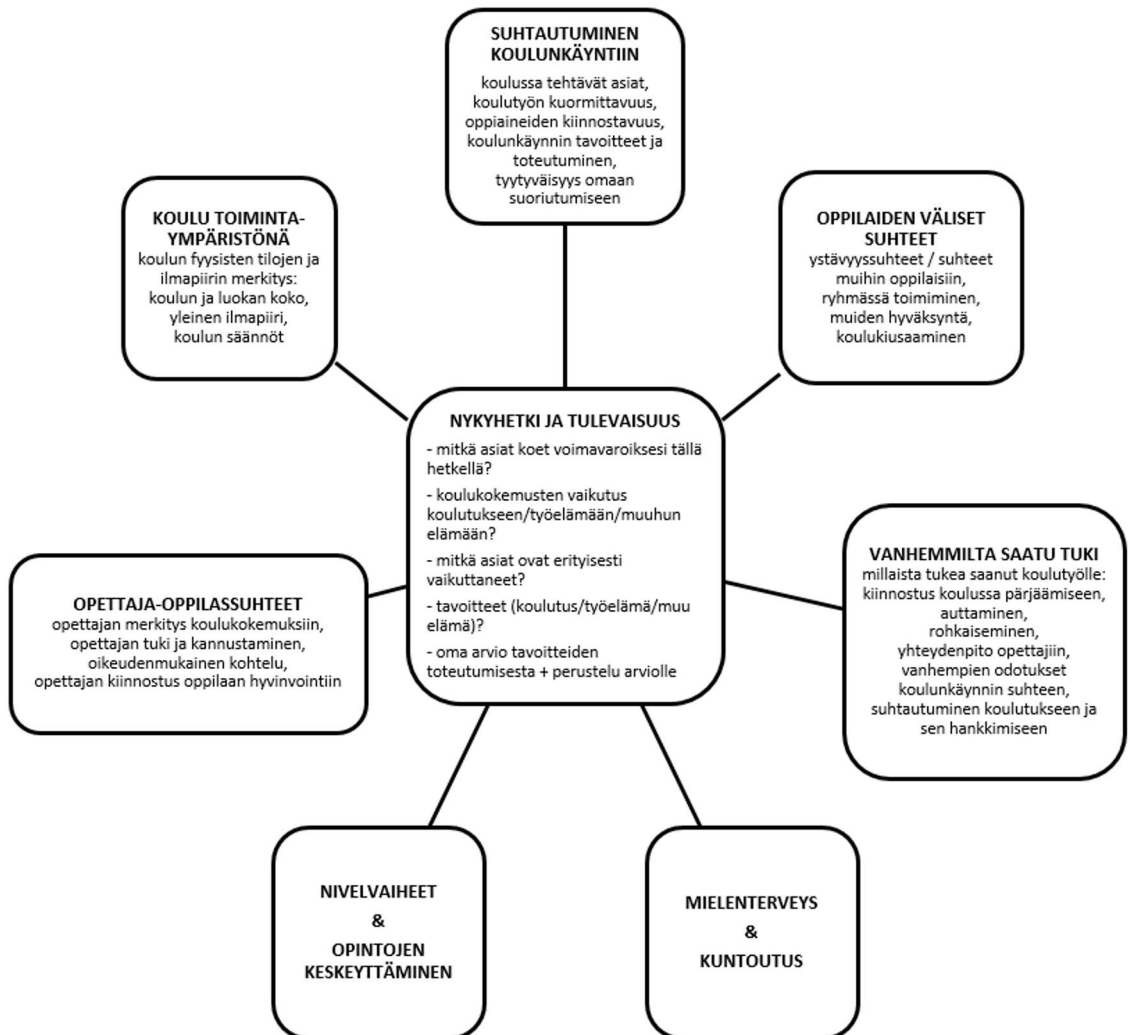 SUHTAUTUMINEN
KOULUNKÄYNTIIN
koulussa tehtävät asiat,
koulutyön kuormittavuus,
oppiaineiden kiinnostavuus,
koulunkäynnin tavoitteet ja
toteutuminen,
tyytyväisyys omaan
suoriutumiseen
KOULU TOIMINTA-
YMPÄRISTÖNÄ
koulun fyysisten tilojen ja
ilmapiirin merkitys:
koulun ja luokan koko,
yleinen ilmapiiri,
koulun säännöt
OPPILAIDEN VÄLISET
SUHTEET
ystävyyssuhteet / suhteet
muihin oppilaisiin,
ryhmässä toimiminen,
muiden hyväksyntä,
koulukiusaaminen
NYKYHETKI JA TULEVAISUUS
- mitkä asiat koet voimavaroiksesi tällä
hetkellä?
- koulukokemusten vaikutus
koulutukseen/työelämään/muuhun
elämään?
- mitkä asiat ovat erityisesti
vaikuttaneet?
- tavoitteet (koulutus/työelämä/muu
elämä)?
- oma arvio tavoitteiden
toteutumisesta + perustelu arviolle
OPETTAJA-OPPILASSUHTEET
opettajan merkitys koulukokemuksiin,
opettajan tuki ja kannustaminen,
oikeudenmukainen kohtelu,
opettajan kiinnostus oppilaan hyvinvointiin
VANHEMMILTA SAATU TUKI
millaista tukea saanut koulutyölle:
kiinnostus koulussa pärjäämiseen,
auttaminen,
rohkaiseminen,
yhteydenpito opettajiin,
vanhempien odotukset
koulunkäynnin suhteen,
suhtautuminen koulutukseen ja
sen hankkimiseen
NIVELVAIHEET
&
OPINTOJEN
KESKEYTTÄMINEN
MIELENTERVEYS
&
KUNTOUTUS